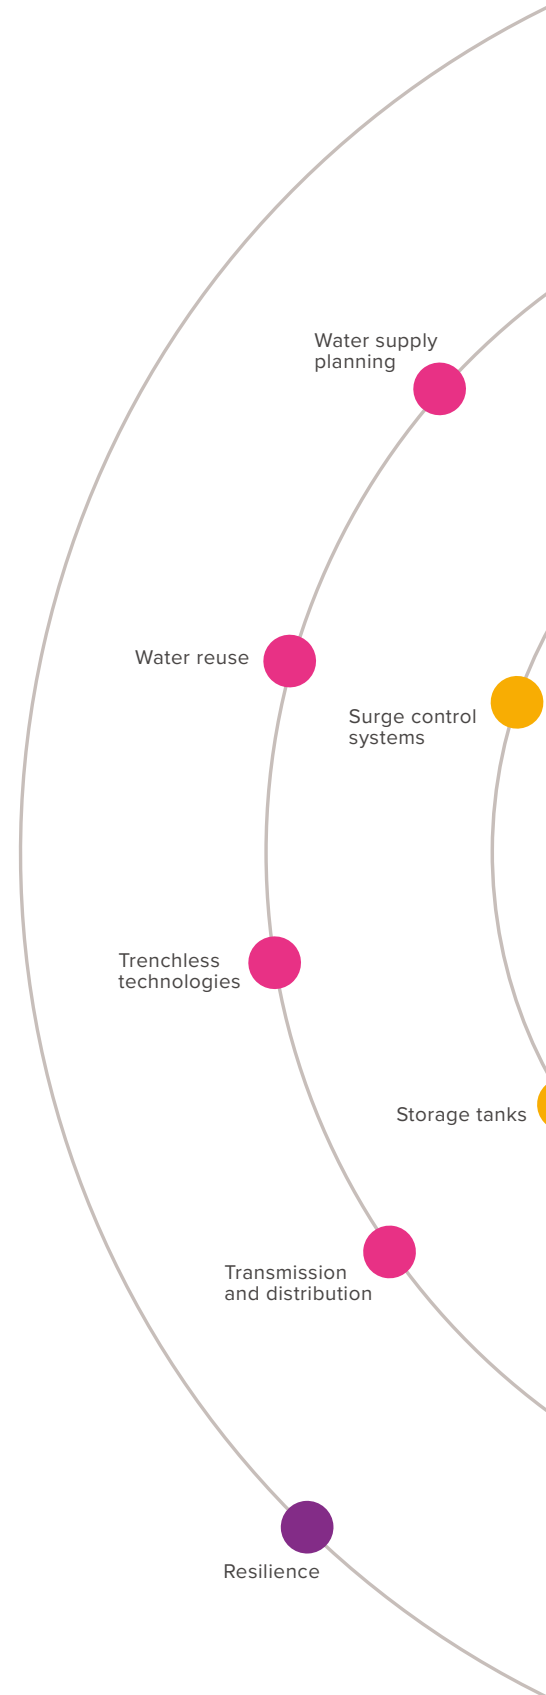 Water supply
planning
Water reuse
Surge control
systems
Trenchless
technologies
Storage tanks
Transmission
and distribution
Resilience